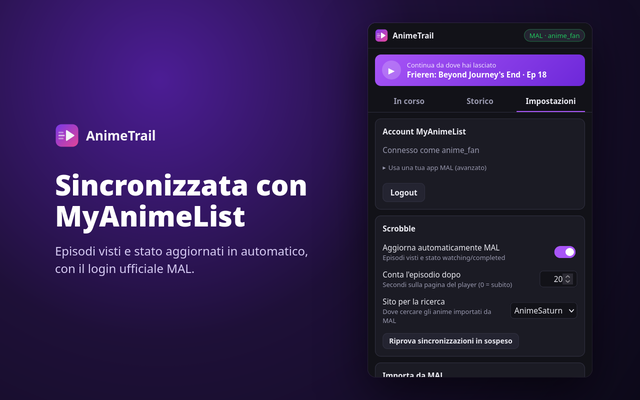 AnimeTrail
Sincronizzata con
MyAnimeList
Episodi visti e stato aggiornati in automatico,
con il login ufficiale MAL.
AnimeTrail
MAL · anime_fan
Continua da dove hai lasciato
Frieren: Beyond Journey's End · Ep 18
In corso
Storico
Impostazioni
Account MyAnimeList
Connesso come anime_fan
▸ Usa una tua app MAL (avanzato)
Logout
Scrobble
Aggiorna automaticamente MAL
Episodi visti e stato watching/completed
Conta l'episodio dopo
Secondi sulla pagina del player (0 = subito)
20
Sito per la ricerca
Dove cercare gli anime importati da
MAL
AnimeSaturn
Riprova sincronizzazioni in sospeso
Importa da MAL